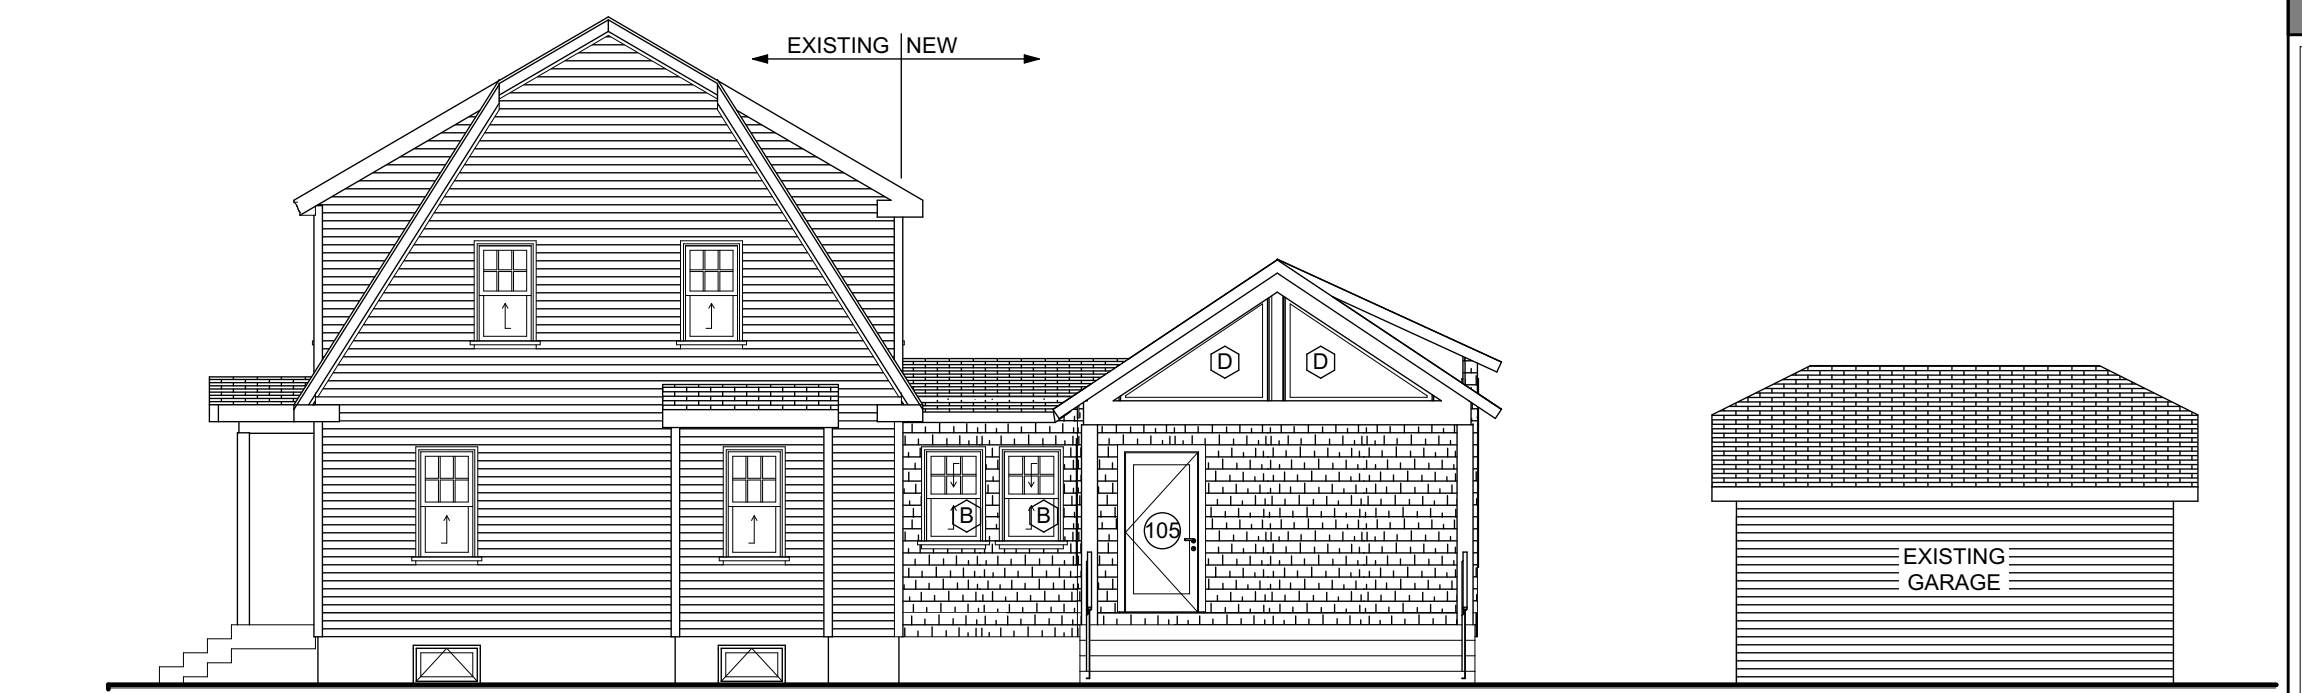 EXISTING NEW
D D
B B
105
EXISTING
GARAGE